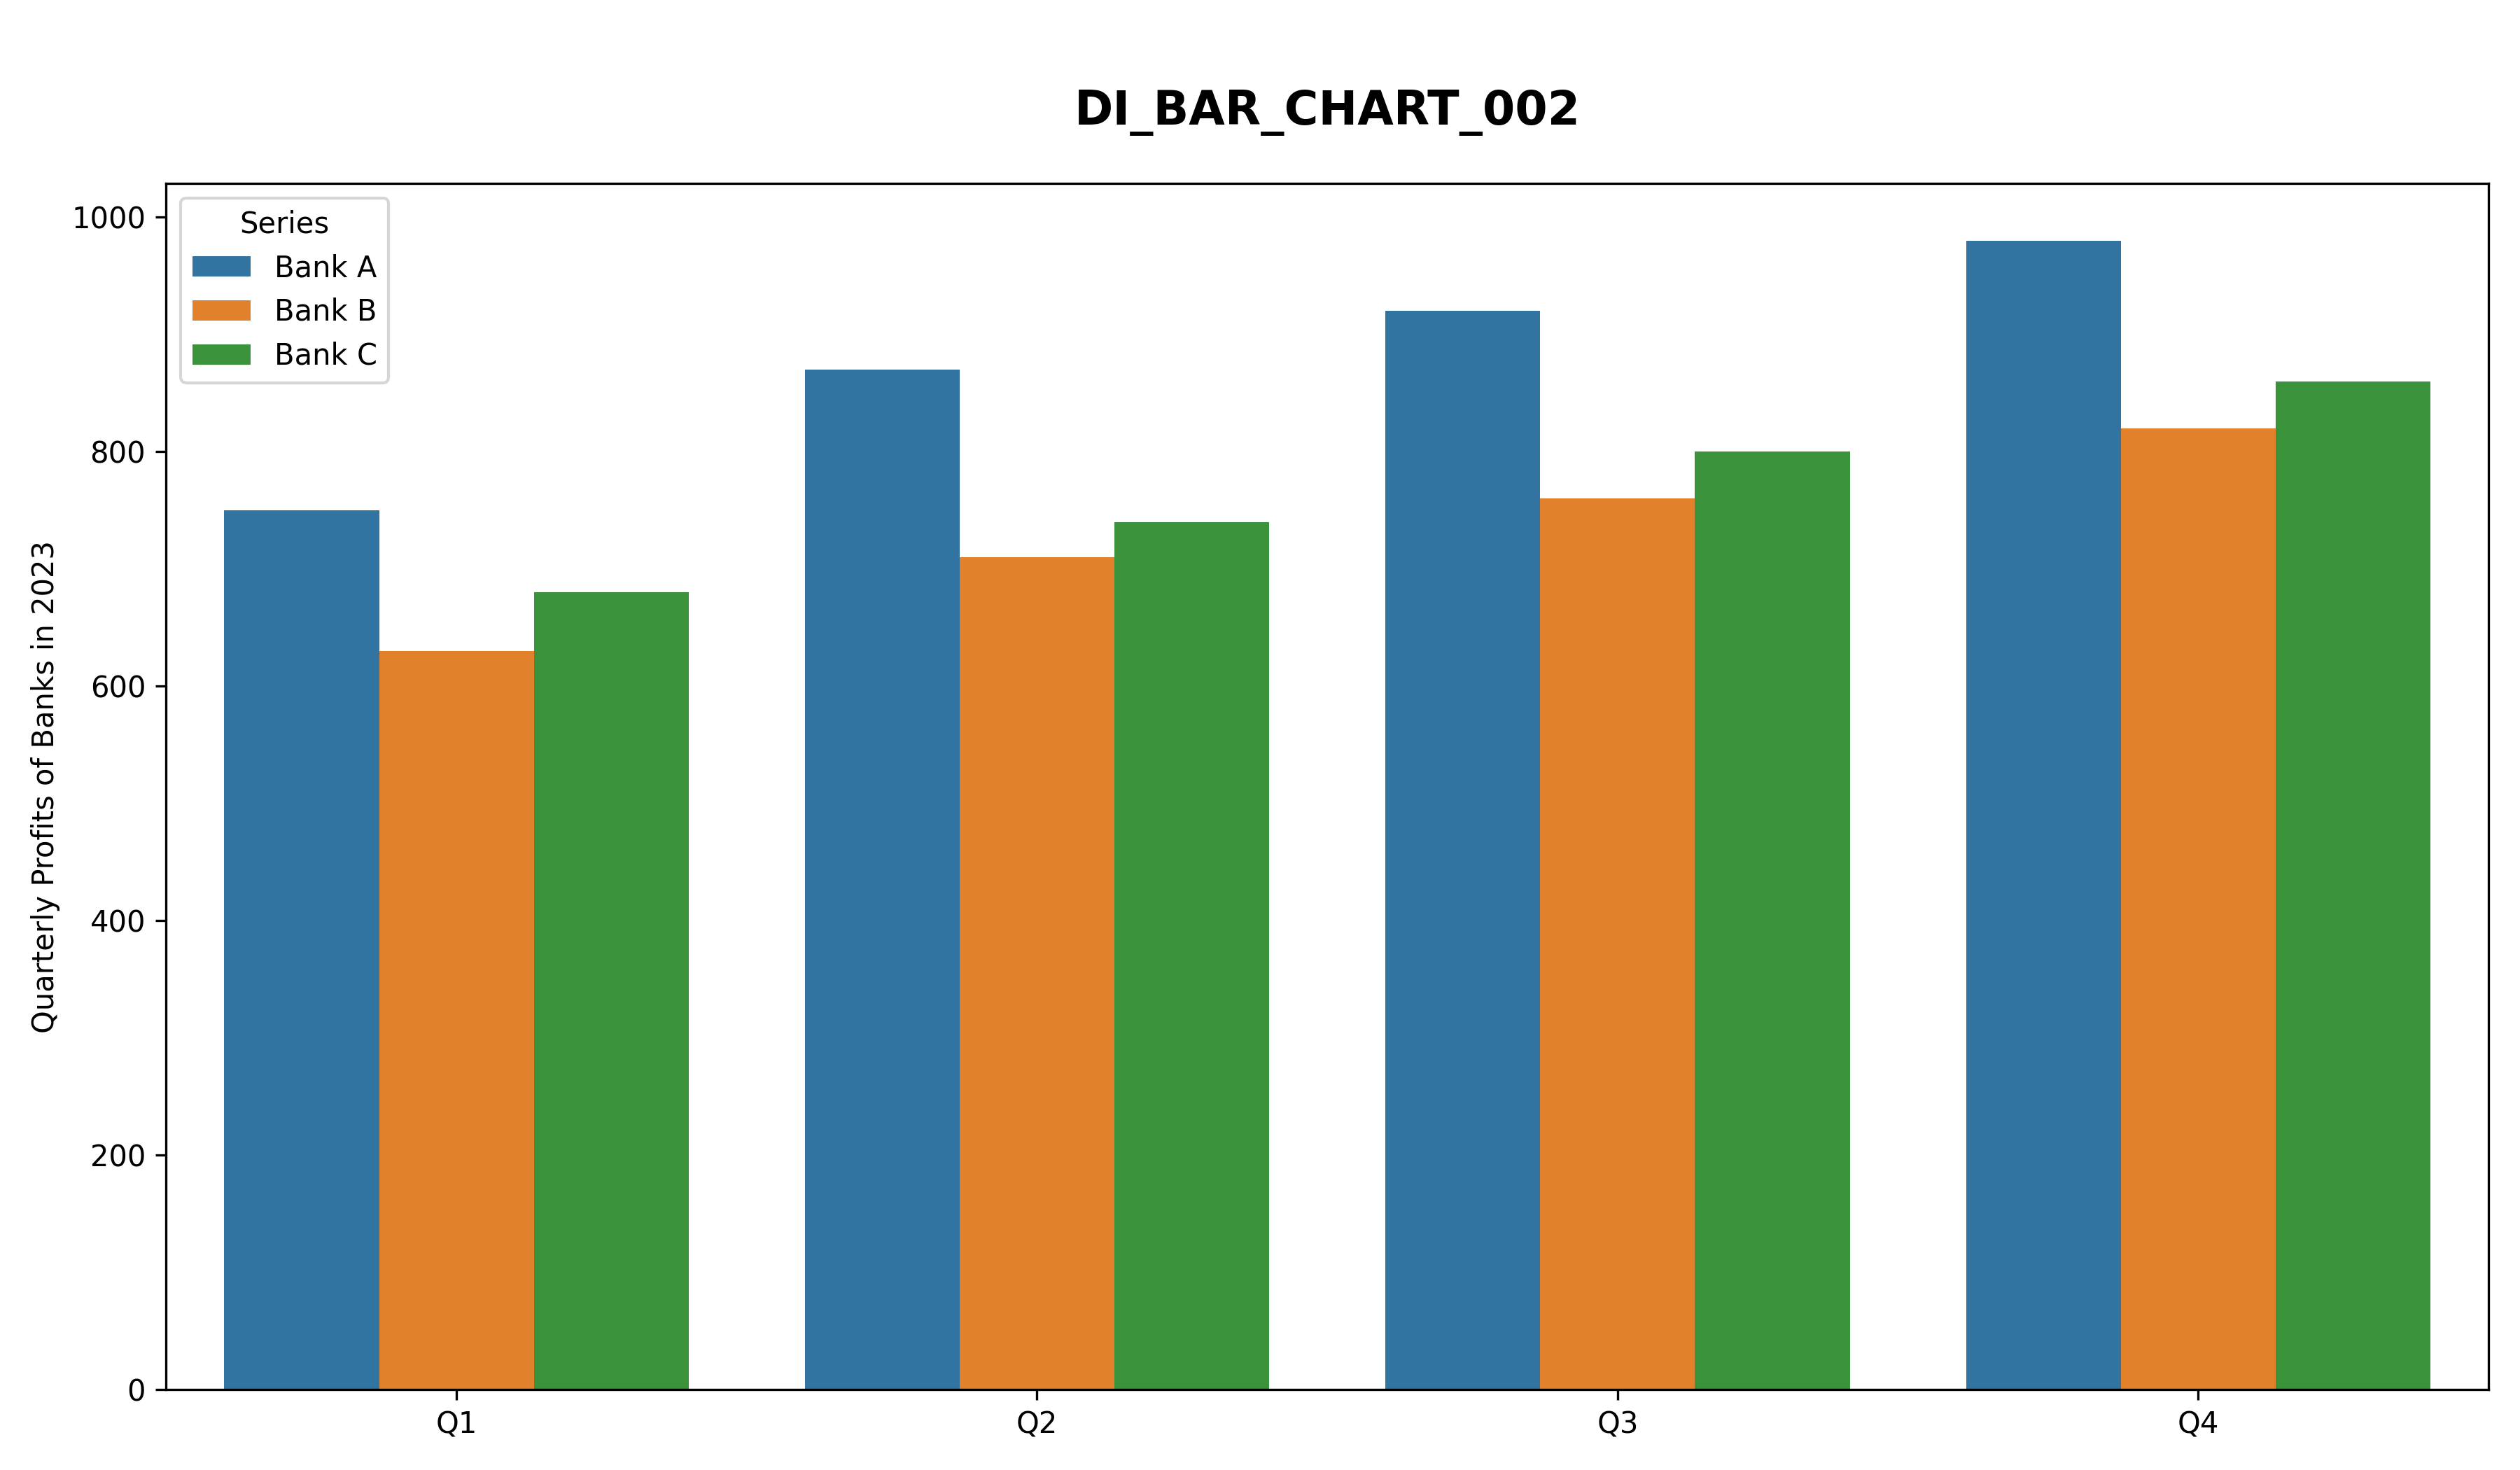 DI_BAR_CHART_002
Series
Bank A
Bank B
Bank C
Quarterly Profits of Banks in 2023
1000
800
600
400
200
0
Q1 Q2 Q3 Q4